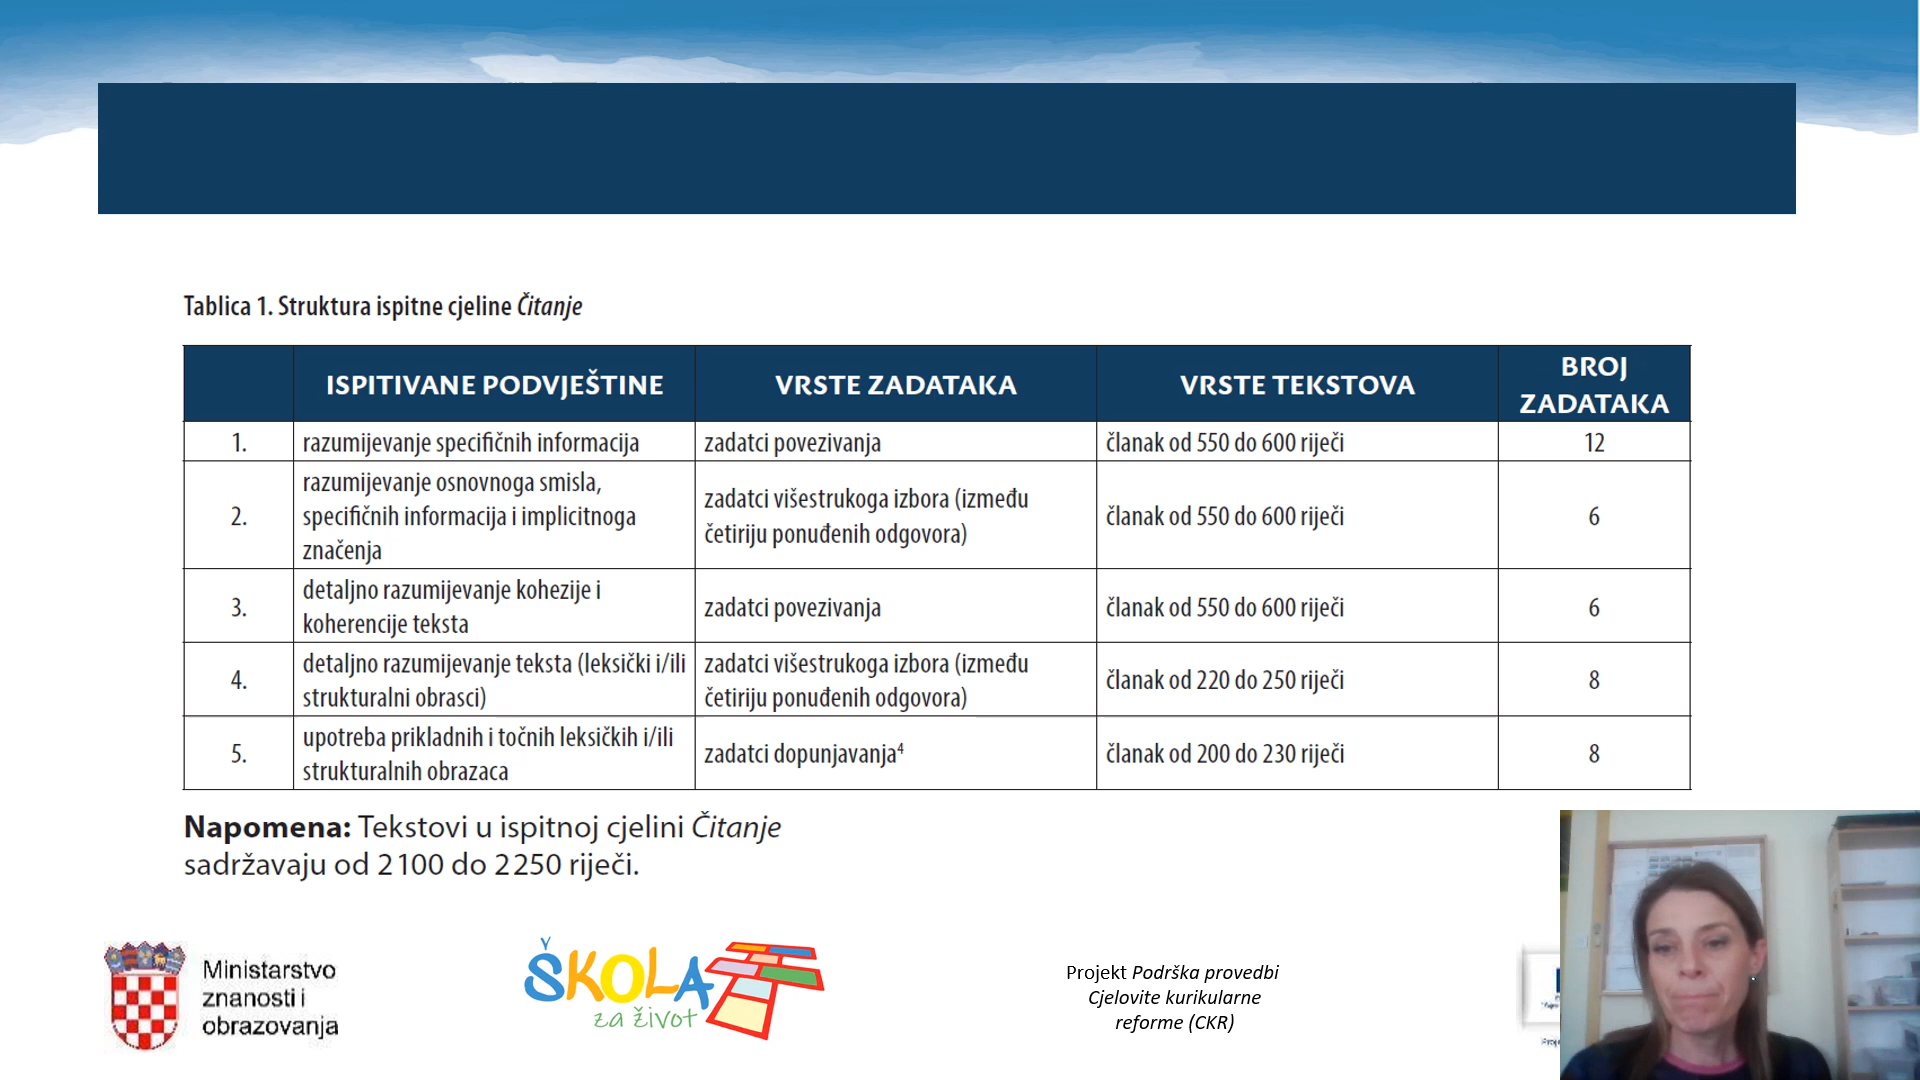 Tablica 1. Struktura ispitne cjeline Čitanje
ISPITIVANE PODVJEŠTINE
VRSTE ZADATAKA
VRSTE TEKSTOVA
BROJ
ZADATAKA
1.
razumijevanje specifičnih informacija
zadatci povezivanja
članak od 550 do 600 riječi
12
2.
razumijevanje osnovnoga smisla,
specifičnih informacija i implicitnoga
značenja
zadatci višestrukoga izbora (između
četiriju ponuđenih odgovora)
članak od 550 do 600 riječi
6
3.
detaljno razumijevanje kohezije i
koherencije teksta
zadatci povezivanja
članak od 550 do 600 riječi
6
4.
detaljno razumijevanje teksta (leksički i/ili
strukturalni obrasci)
zadatci višestrukoga izbora (između
četiriju ponuđenih odgovora)
članak od 220 do 250 riječi
8
5.
upotreba prikladnih i točnih leksičkih i/ili
strukturalnih obrazaca
zadatci dopunjavanja⁴
članak od 200 do 230 riječi
8
Napomena: Tekstovi u ispitnoj cjelini Čitanje
sadržavaju od 2 100 do 2 250 riječi.
Ministarstvo
znanosti i
obrazovanja
ŠKOLA
za život
Projekt Podrška provedbi
Cjelovite kurikularne
reforme (CKR)